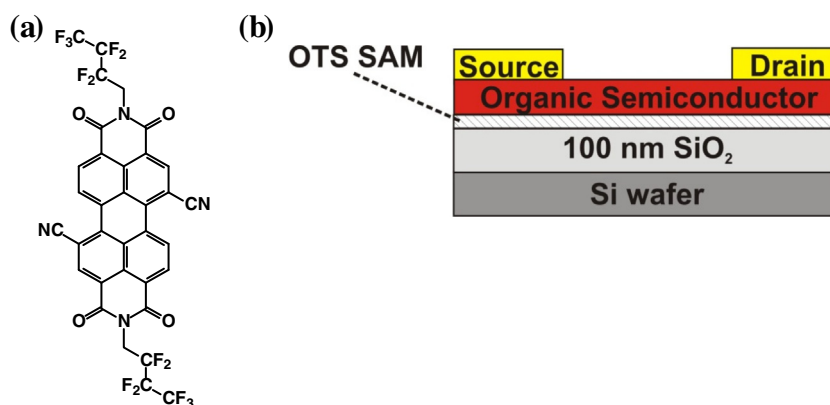 (a)
F₃C CF₂
F₂C CF₂
N
O O
CN
NC
O N O
CF₂
F₂C CF₃
(b)
OTS SAM
Source Drain
Organic Semiconductor
100 nm SiO₂
Si wafer